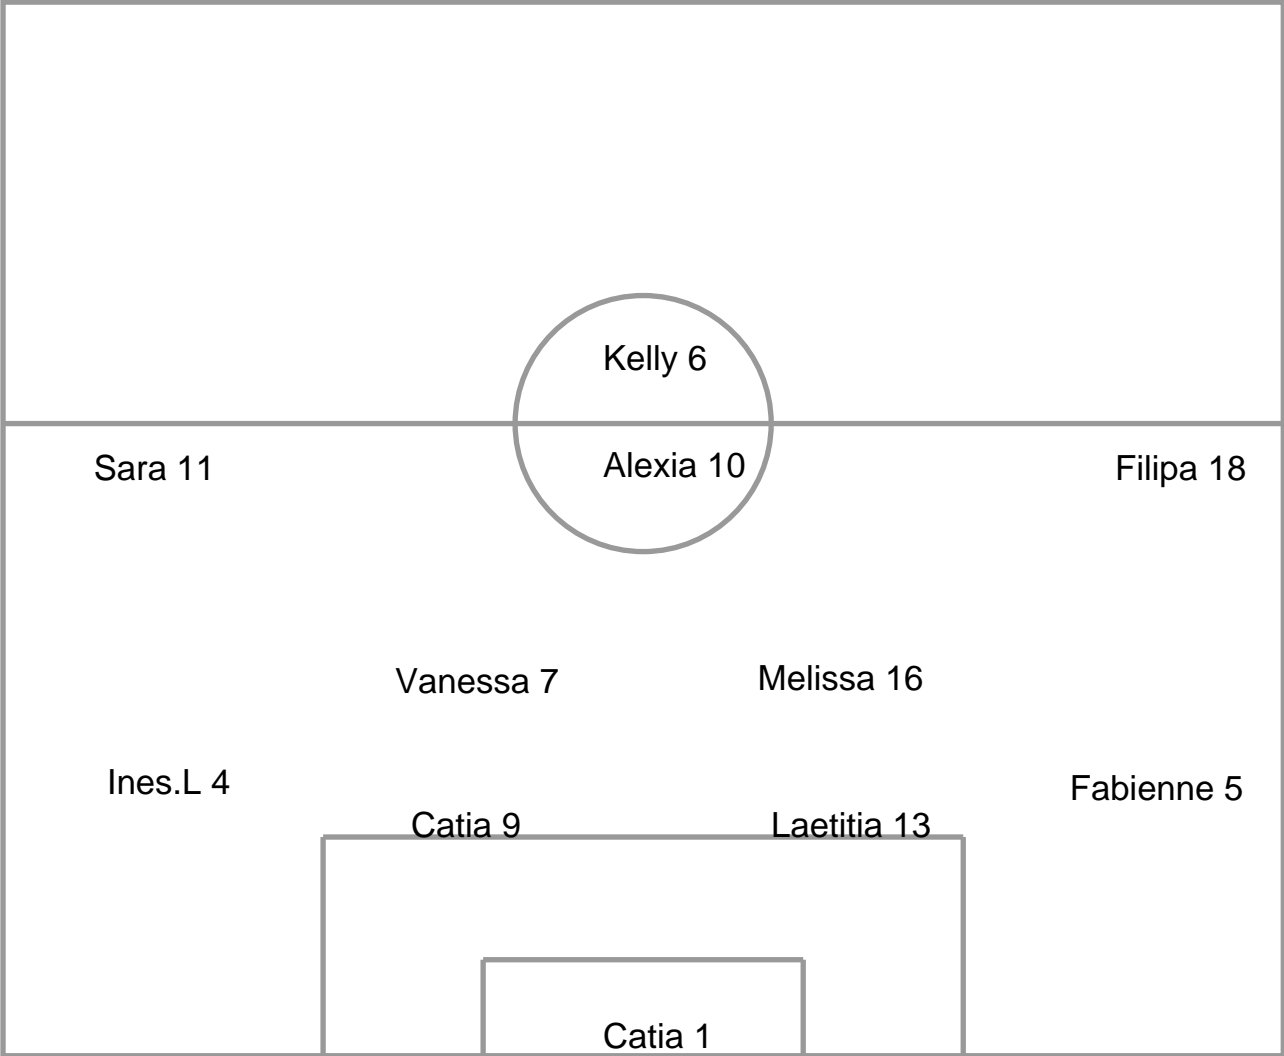 Kelly 6
Sara 11
Alexia 10
Filipa 18
Vanessa 7
Melissa 16
Ines.L 4
Fabienne 5
Catia 9
Laetitia 13
Catia 1